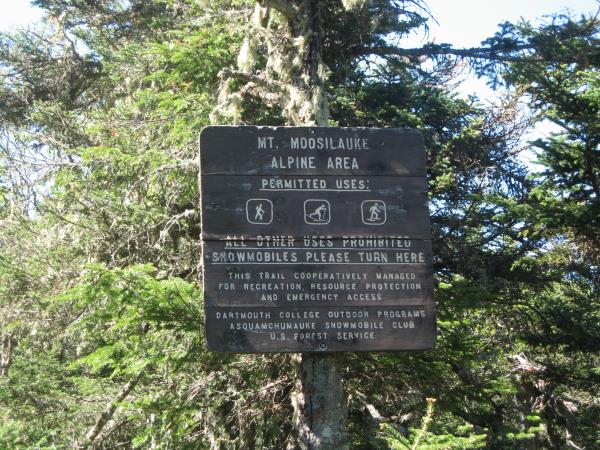 MT. MOOSILAUKE
ALPINE AREA
PERMITTED USES:
ALL OTHER USES PROHIBITED
SNOWMOBILES PLEASE TURN HERE
THIS TRAIL COOPERATIVELY MANAGED
FOR RECREATION, RESOURCE PROTECTION
AND EMERGENCY ACCESS
DARTMOUTH COLLEGE OUTDOOR PROGRAMS
ASQUAMCHUMAUKE SNOWMOBILE CLUB
U.S. FOREST SERVICE